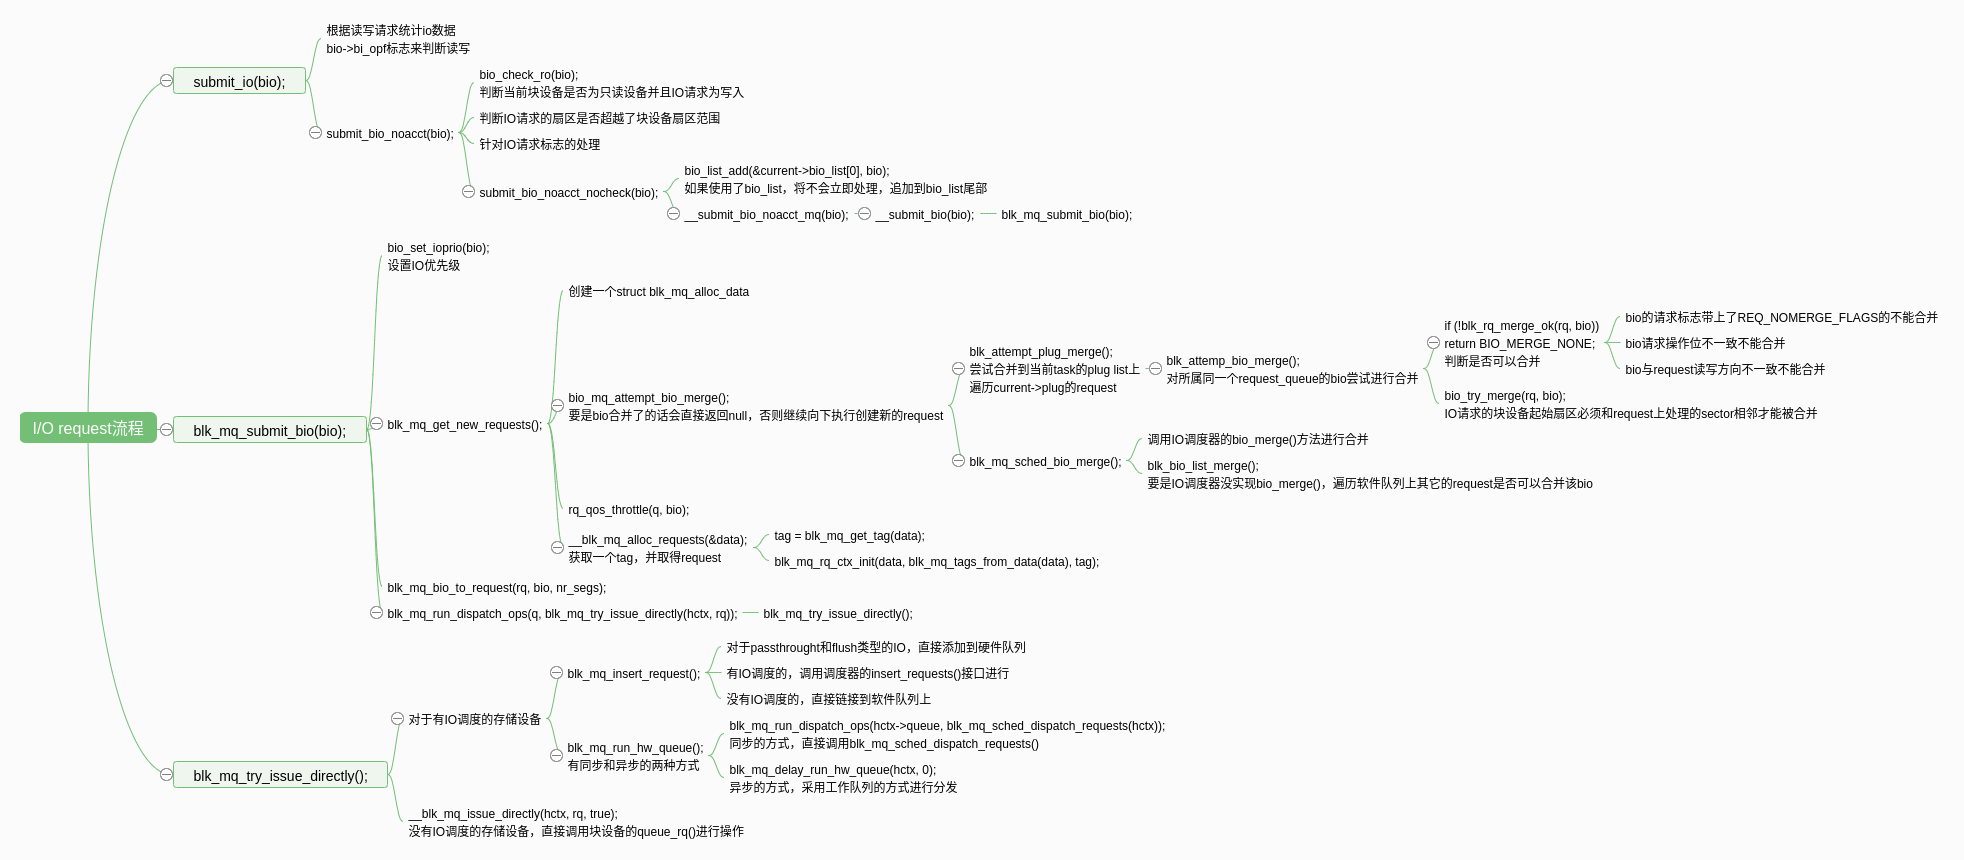 I/O request流程
submit_io(bio);
根据读写请求统计io数据
bio->bi_opf标志来判断读写
submit_bio_noacct(bio);
bio_check_ro(bio);
判断当前块设备是否为只读设备并且IO请求为写入
判断IO请求的扇区是否超越了块设备扇区范围
针对IO请求标志的处理
submit_bio_noacct_nocheck(bio);
bio_list_add(&current->bio_list[0], bio);
如果使用了bio_list，将不会立即处理，追加到bio_list尾部
__submit_bio_noacct_mq(bio);
__submit_bio(bio);
blk_mq_submit_bio(bio);
blk_mq_submit_bio(bio);
bio_set_ioprio(bio);
设置IO优先级
blk_mq_get_new_requests();
创建一个struct blk_mq_alloc_data
bio_mq_attempt_bio_merge();
要是bio合并了的话会直接返回null，否则继续向下执行创建新的request
blk_attempt_plug_merge();
尝试合并到当前task的plug list上
遍历current->plug的request
blk_attemp_bio_merge();
对所属同一个request_queue的bio尝试进行合并
if (!blk_rq_merge_ok(rq, bio))
return BIO_MERGE_NONE;
判断是否可以合并
bio的请求标志带上了REQ_NOMERGE_FLAGS的不能合并
bio请求操作位不一致不能合并
bio与request读写方向不一致不能合并
bio_try_merge(rq, bio);
IO请求的块设备起始扇区必须和request上处理的sector相邻才能被合并
blk_mq_sched_bio_merge();
调用IO调度器的bio_merge()方法进行合并
blk_bio_list_merge();
要是IO调度器没实现bio_merge()，遍历软件队列上其它的request是否可以合并该bio
rq_qos_throttle(q, bio);
__blk_mq_alloc_requests(&data);
获取一个tag，并取得request
tag = blk_mq_get_tag(data);
blk_mq_rq_ctx_init(data, blk_mq_tags_from_data(data), tag);
blk_mq_bio_to_request(rq, bio, nr_segs);
blk_mq_run_dispatch_ops(q, blk_mq_try_issue_directly(hctx, rq));
blk_mq_try_issue_directly();
blk_mq_try_issue_directly();
对于有IO调度的存储设备
blk_mq_insert_request();
对于passthrought和flush类型的IO，直接添加到硬件队列
有IO调度的，调用调度器的insert_requests()接口进行
没有IO调度的，直接链接到软件队列上
blk_mq_run_hw_queue();
有同步和异步的两种方式
blk_mq_run_dispatch_ops(hctx->queue, blk_mq_sched_dispatch_requests(hctx));
同步的方式，直接调用blk_mq_sched_dispatch_requests()
blk_mq_delay_run_hw_queue(hctx, 0);
异步的方式，采用工作队列的方式进行分发
__blk_mq_issue_directly(hctx, rq, true);
没有IO调度的存储设备，直接调用块设备的queue_rq()进行操作